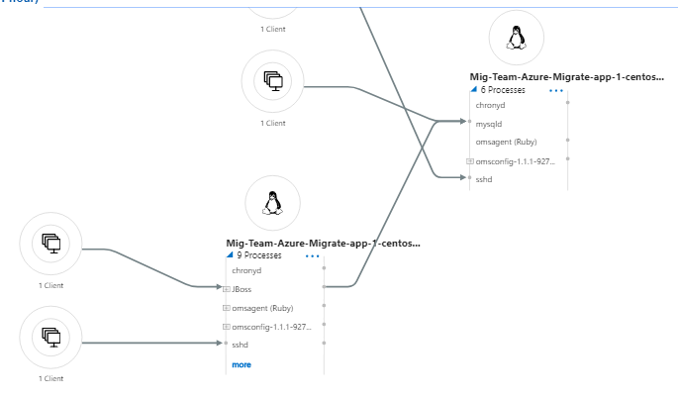 1 hour)
1 Client
Mig-Team-Azure-Migrate-app-1-centos...
6 Processes
chronyd
mysqld
omsagent (Ruby)
omsconfig-1.1.1-927...
sshd
1 Client
Mig-Team-Azure-Migrate-app-1-centos...
9 Processes
chronyd
JBoss
omsagent (Ruby)
omsconfig-1.1.1-927...
sshd
more
1 Client
1 Client